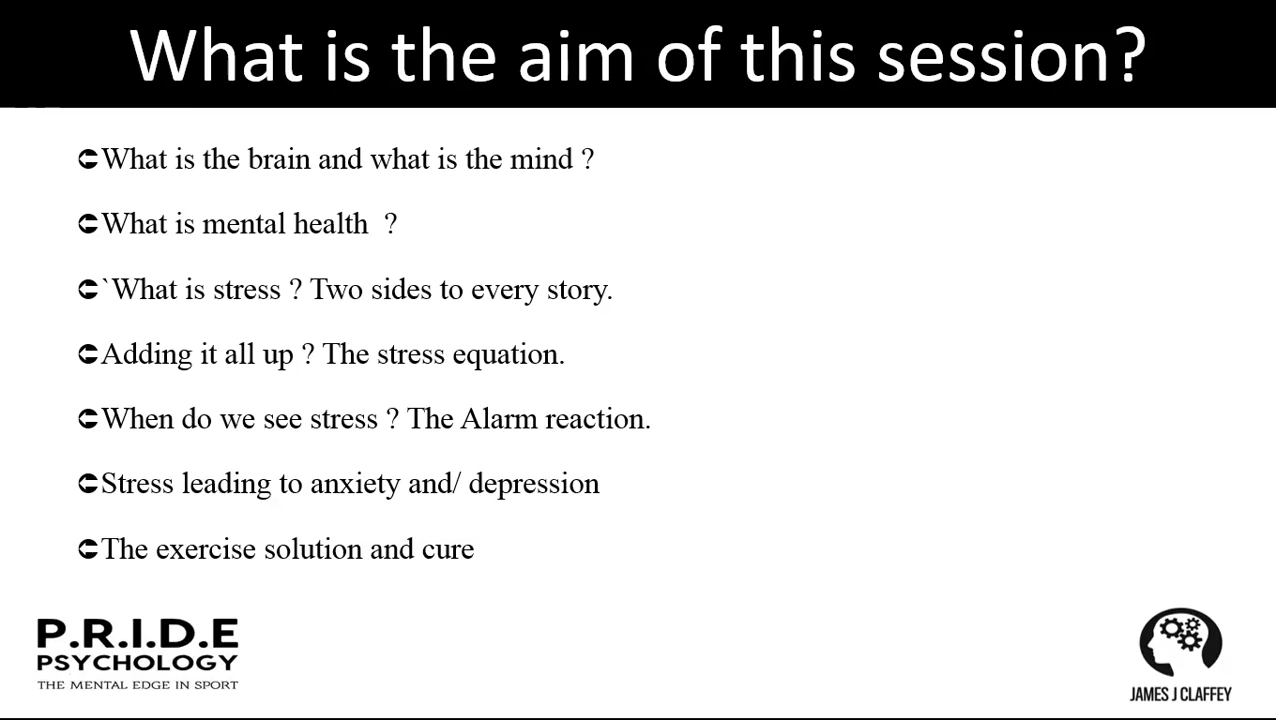 What is the aim of this session?
➲What is the brain and what is the mind ?
➲What is mental health  ?
➲`What is stress ? Two sides to every story.
➲Adding it all up ? The stress equation.
➲When do we see stress ? The Alarm reaction.
➲Stress leading to anxiety and/ depression
➲The exercise solution and cure
P.R.I.D.E
PSYCHOLOGY
THE MENTAL EDGE IN SPORT
JAMES J CLAFFEY